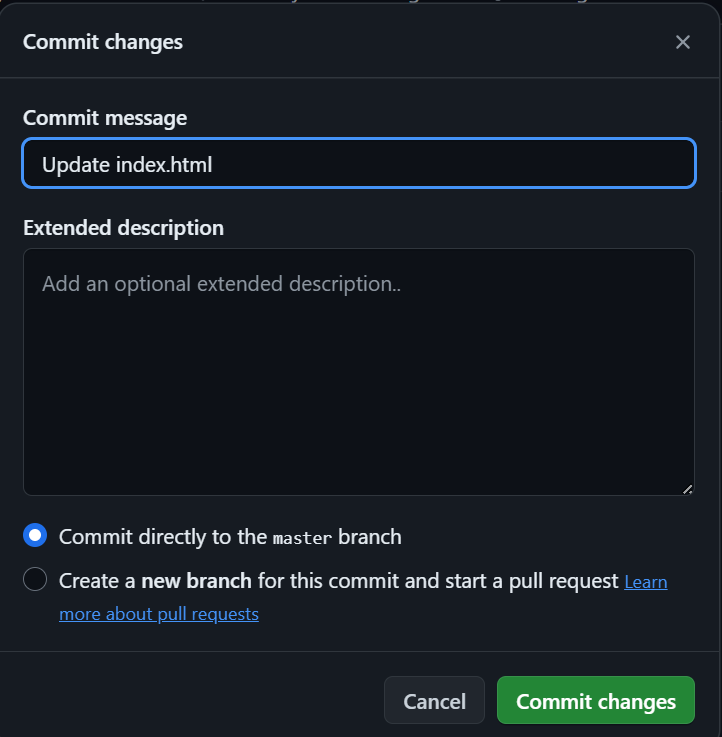 Commit changes
Commit message
Update index.html
Extended description
Add an optional extended description..
Commit directly to the master branch
Create a new branch for this commit and start a pull request Learn
more about pull requests
Cancel
Commit changes